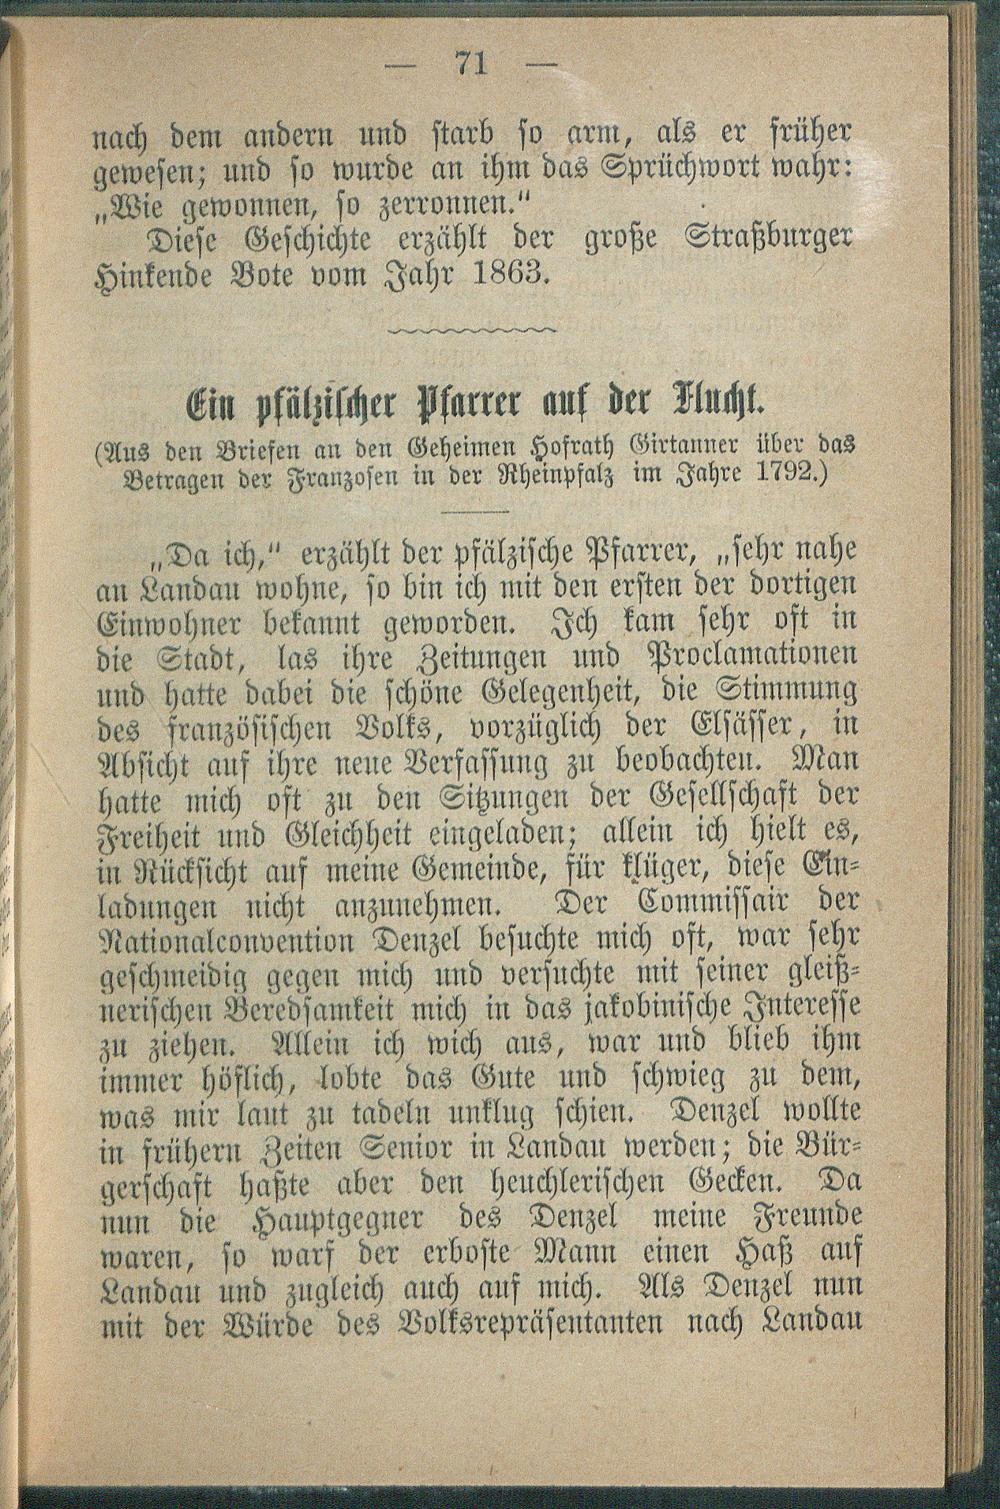 — 71 —
nach dem andern und starb so arm, als er früher
gewesen; und so wurde an ihm das Sprüchwort wahr:
„Wie gewonnen, so zerronnen."
Diese Geschichte erzählt der große Straßburger
Hinkende Bote vom Jahr 1863.
Ein pfälzischer Pfarrer auf der Flucht.
(Aus den Briefen an den Geheimen Hofrath Girtanner über das
Betragen der Franzosen in der Rheinpfalz im Jahre 1792.)
„Da ich," erzählt der pfälzische Pfarrer, „sehr nahe
an Landau wohne, so bin ich mit den ersten der dortigen
Einwohner bekannt geworden. Ich kam sehr oft in
die Stadt, las ihre Zeitungen und Proclamationen
und hatte dabei die schöne Gelegenheit, die Stimmung
des französischen Volks, vorzüglich der Elsässer, in
Absicht auf ihre neue Verfassung zu beobachten. Man
hatte mich oft zu den Sitzungen der Gesellschaft der
Freiheit und Gleichheit eingeladen; allein ich hielt es,
in Rücksicht auf meine Gemeinde, für klüger, diese Ein-
ladungen nicht anzunehmen. Der Commissair der
Nationalconvention Denzel besuchte mich oft, war sehr
geschmeidig gegen mich und versuchte mit seiner gleiß-
nerischen Beredsamkeit mich in das jakobinische Interesse
zu ziehen. Allein ich wich aus, war und blieb ihm
immer höflich, lobte das Gute und schwieg zu dem,
was mir laut zu tadeln unklug schien. Denzel wollte
in frühern Zeiten Senior in Landau werden; die Bür-
gerschaft haßte aber den heuchlerischen Gecken. Da
nun die Hauptgegner des Denzel meine Freunde
waren, so warf der erboste Mann einen Haß auf
Landau und zugleich auch auf mich. Als Denzel nun
mit der Würde des Volksrepräsentanten nach Landau